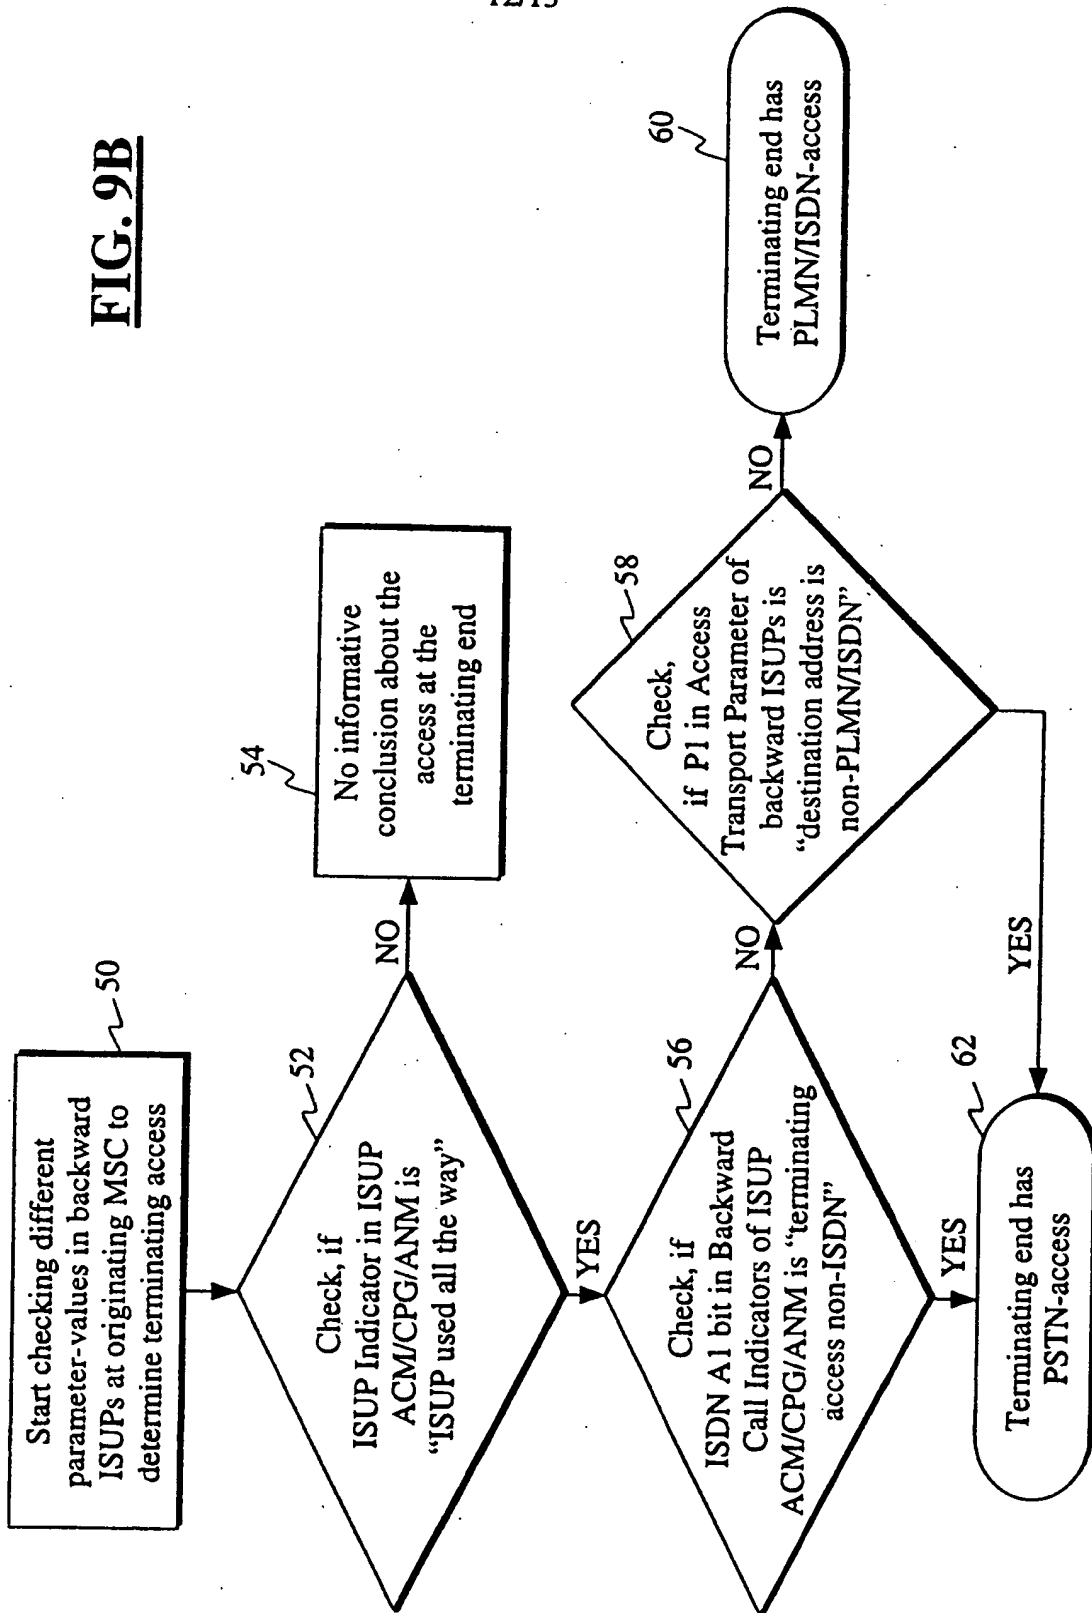 12/15
FIG. 9B
Start checking different
parameter-values in backward
ISUPs at originating MSC to
determine terminating access
50
Check, if
ISUP Indicator in ISUP
ACM/CPG/ANM is
“ISUP used all the way”
52
NO
No informative
conclusion about the
access at the
terminating end
54
YES
Check, if
ISDN A1 bit in Backward
Call Indicators of ISUP
ACM/CPG/ANM is “terminating
access non-ISDN”
56
NO
Check,
if P1 in Access
Transport Parameter of
backward ISUPs is
“destination address is
non-PLMN/ISDN”
58
NO
Terminating end has
PLMN/ISDN-access
60
YES
YES
Terminating end has
PSTN-access
62